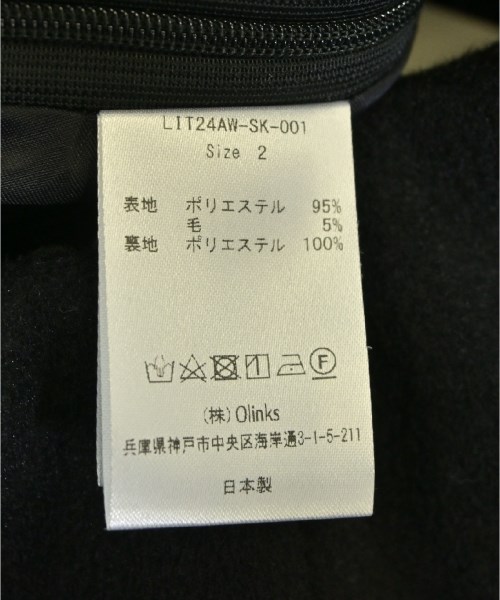 LIT24AW-SK-001
Size 2
表地 ポリエステル 95%
毛 5%
裏地 ポリエステル 100%
F
(株)Olinks
兵庫県神戸市中央区海岸通3-1-5-211
日本製